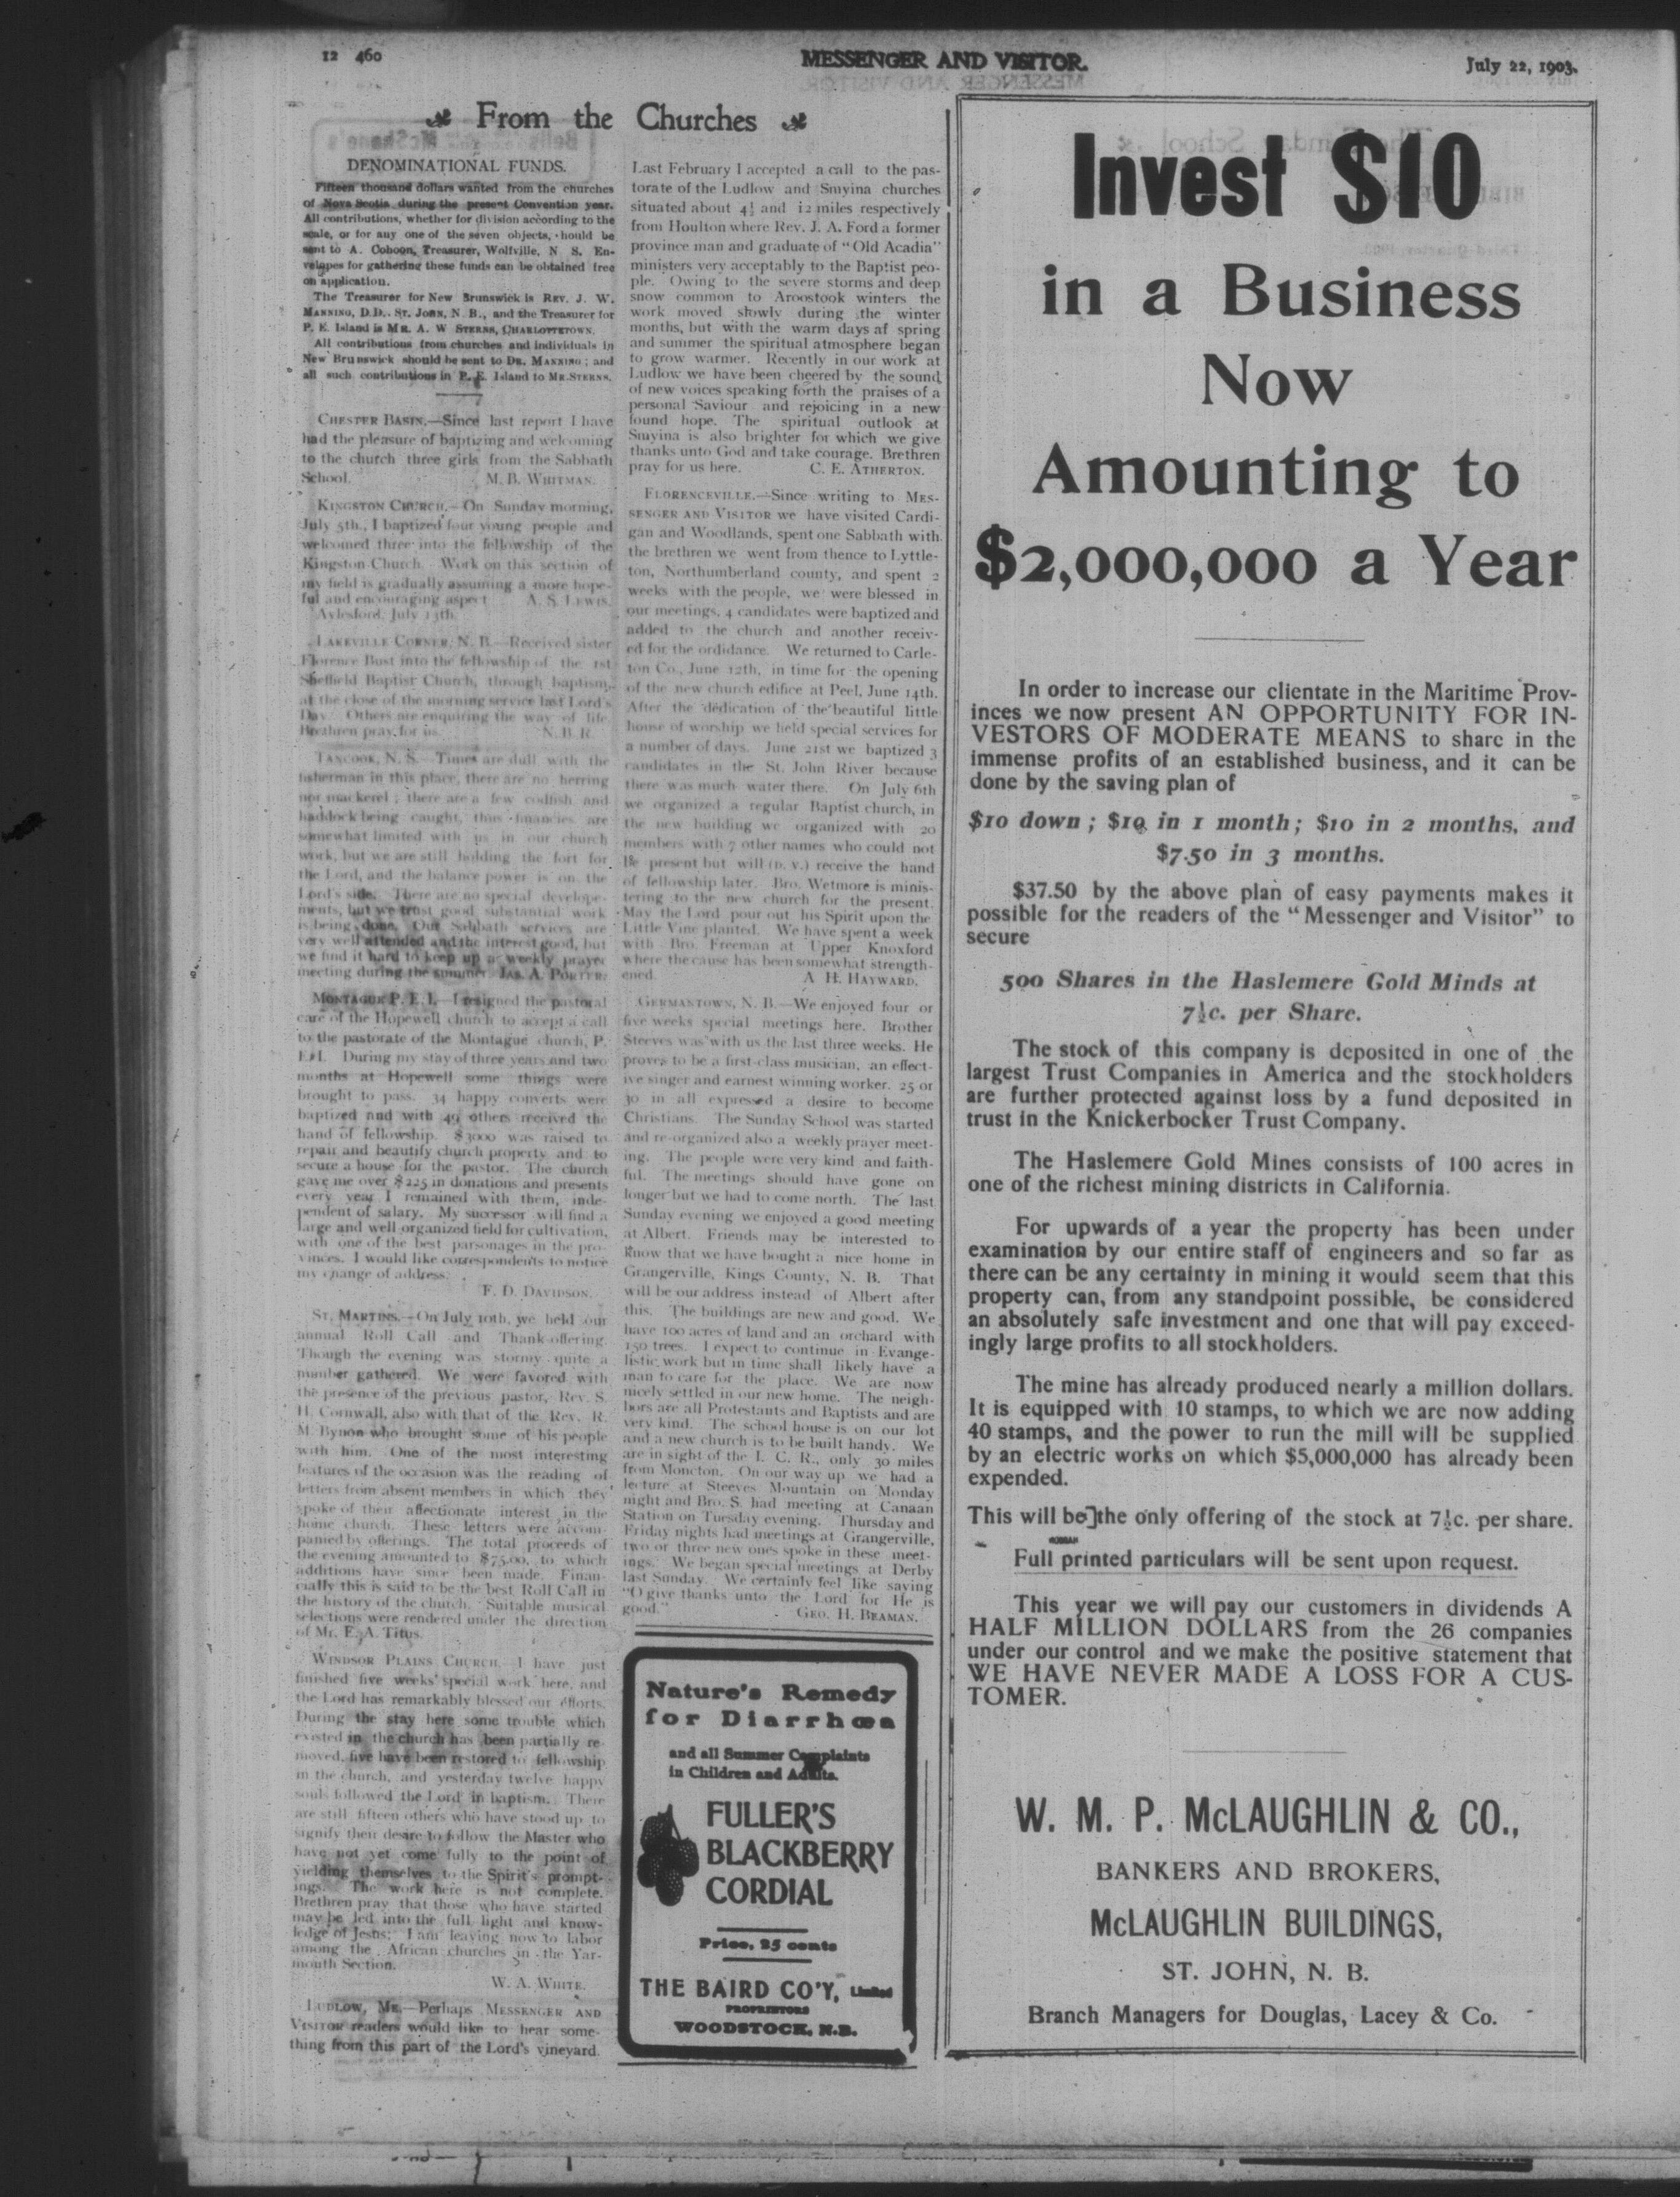 12 460
MESSENGER AND VISITOR.
July 22, 1903.
From the Churches
DENOMINATIONAL FUNDS.
Fifteen thousand dollars wanted from the churches
of Nova Scotia during the present Convention year.
All contributions, whether for division according to the
scale, or for any one of the seven objects, should be
sent to A. Cohoon, Treasurer, Wolfville, N. S. En-
velopes for gathering these funds can be obtained free
on application.
The Treasurer for New Brunswick is REV. J. W.
MANNING, D.D., ST. JOHN, N. B., and the Treasurer for
P. E. Island is MR. A. W STERNS, CHARLOTTETOWN.
All contributions from churches and individuals in
New Brunswick should be sent to DR. MANNING; and
all such contributions in P. E. Island to MR. STERNS.
CHESTER BASIN.—Since last report I have
had the pleasure of baptizing and welcoming
to the church three girls from the Sabbath
School. M. B. WHITMAN.
KINGSTON CHURCH.—On Sunday morning,
July 5th., I baptized four young people and
welcomed three into the fellowship of the
Kingston Church. Work on this section of
my field is gradually assuming a more hope-
ful and encouraging aspect A. S. LEWIS.
Aylesford, July 13th.
LAKEVILLE CORNER, N. B.—Received sister
Florence Bust into the fellowship of the 1st
Sheffield Baptist Church, through baptism,
at the close of the morning service last Lord's
Day. Others are enquiring the way of life.
Brethren pray for us. N. B. R.
TANCOOK, N. S.—Times are dull with the
fisherman in this place, there are no herring
nor mackerel; there are a few codfish and
haddock being caught, thus financies are
somewhat limited with us in our church
work, but we are still holding the fort for
the Lord, and the balance power is on the
Lord's side. There are no special develope-
ments, but we trust good substantial work
is being done. Our Sabbath services are
very well attended and the interest good, but
we find it hard to keep up a weekly prayer
meeting during the summer. JAS. A. PORTER.
MONTAGUE P. E. I.—I resigned the pastoral
care of the Hopewell church to accept a call
to the pastorate of the Montague church, P.
E. I. During my stay of three years and two
months at Hopewell some things were
brought to pass. 34 happy converts were
baptized and with 49 others received the
hand of fellowship. $3000 was raised to
repair and beautify church property and to
secure a house for the pastor. The church
gave me over $225 in donations and presents
every year I remained with them, inde-
pendent of salary. My successor will find a
large and well organized field for cultivation,
with one of the best parsonages in the pro-
vinces. I would like correspondents to notice
my change of address.
F. D. DAVIDSON.
ST. MARTINS.—On July 10th, we held our
annual Roll Call and Thank-offering.
Though the evening was stormy quite a
number gathered. We were favored with
the presence of the previous pastor, Rev. S.
H. Cornwall, also with that of the Rev. R.
M. Bynon who brought some of his people
with him. One of the most interesting
features of the occasion was the reading of
letters from absent members in which they
spoke of their affectionate interest in the
home church. These letters were accom-
panied by offerings. The total proceeds of
the evening amounted to $75.00, to which
additions have since been made. Finan-
cially this is said to be the best Roll Call in
the history of the church. Suitable musical
selections were rendered under the direction
of Mr. E. A. Titus.
WINDSOR PLAINS CHURCH. I have just
finished five weeks' special work here, and
the Lord has remarkably blessed our efforts.
During the stay here some trouble which
existed in the church has been partially re-
moved, five have been restored to fellowship
in the church, and yesterday twelve happy
souls followed the Lord in baptism. There
are still fifteen others who have stood up to
signify their desire to follow the Master who
have not yet come fully to the point of
yielding themselves to the Spirit's prompt-
ings. The work here is not complete.
Brethren pray that those who have started
may be led into the full light and know-
ledge of Jesus; I am leaving now to labor
among the African churches in the Yar-
mouth Section.
W. A. WHITE.
LUDLOW, ME.—Perhaps MESSENGER AND
VISITOR readers would like to hear some-
thing from this part of the Lord's vineyard.
Last February I accepted a call to the pas-
torate of the Ludlow and Smyina churches
situated about 4½ and 12 miles respectively
from Houlton where Rev. J. A. Ford a former
province man and graduate of "Old Acadia"
ministers very acceptably to the Baptist peo-
ple. Owing to the severe storms and deep
snow common to Aroostook winters the
work moved slowly during the winter
months, but with the warm days af spring
and summer the spiritual atmosphere began
to grow warmer. Recently in our work at
Ludlow we have been cheered by the sound
of new voices speaking forth the praises of a
personal Saviour and rejoicing in a new
found hope. The spiritual outlook at
Smyina is also brighter for which we give
thanks unto God and take courage. Brethren
pray for us here. C. E. ATHERTON.
FLORENCEVILLE.—Since writing to MES-
SENGER AND VISITOR we have visited Cardi-
gan and Woodlands, spent one Sabbath with
the brethren we went from thence to Lyttle-
ton, Northumberland county, and spent 2
weeks with the people, we were blessed in
our meetings, 4 candidates were baptized and
added to the church and another receiv-
ed for the ordidance. We returned to Carle-
ton Co., June 12th, in time for the opening
of the new church edifice at Peel, June 14th.
After the dedication of the beautiful little
house of worship we held special services for
a number of days. June 21st we baptized 3
candidates in the St. John River because
there was much water there. On July 6th
we organized a regular Baptist church, in
the new building we organized with 20
members with 7 other names who could not
be present but will (D. V.) receive the hand
of fellowship later. Bro. Wetmore is minis-
tering to the new church for the present.
May the Lord pour out his Spirit upon the
Little Vine planted. We have spent a week
with Bro. Freeman at Upper Knoxford
where the cause has been somewhat strength-
ened. A H. HAYWARD.
GERMANTOWN, N. B.—We enjoyed four or
five weeks special meetings here. Brother
Steeves was with us the last three weeks. He
proves to be a first-class musician, an effect-
ive singer and earnest winning worker. 25 or
30 in all expressed a desire to become
Christians. The Sunday School was started
and re-organized also a weekly prayer meet-
ing. The people were very kind and faith-
ful. The meetings should have gone on
longer but we had to come north. The last
Sunday evening we enjoyed a good meeting
at Albert. Friends may be interested to
know that we have bought a nice home in
Grangerville, Kings County, N. B. That
will be our address instead of Albert after
this. The buildings are new and good. We
have 100 acres of land and an orchard with
150 trees. I expect to continue in Evange-
listic work but in time shall likely have a
man to care for the place. We are now
nicely settled in our new home. The neigh-
bors are all Protestants and Baptists and are
very kind. The school house is on our lot
and a new church is to be built handy. We
are in sight of the I. C. R., only 30 miles
from Moncton. On our way up we had a
lecture at Steeves Mountain on Monday
night and Bro. S. had meeting at Canaan
Station on Tuesday evening. Thursday and
Friday nights had meetings at Grangerville,
two or three new ones spoke in these meet-
ings. We began special meetings at Derby
last Sunday. We certainly feel like saying
"O give thanks unto the Lord for He is
good." GEO. H. BEAMAN.
Nature's Remedy
for Diarrhœa
and all Summer Complaints
in Children and Adults.
FULLER'S
BLACKBERRY
CORDIAL
Price, 25 cents
THE BAIRD CO'Y, Limited
PROPRIETORS
WOODSTOCK, N.B.
Invest $10
in a Business
Now
Amounting to
$2,000,000 a Year
In order to increase our clientate in the Maritime Prov-
inces we now present AN OPPORTUNITY FOR IN-
VESTORS OF MODERATE MEANS to share in the
immense profits of an established business, and it can be
done by the saving plan of
$10 down; $10 in 1 month; $10 in 2 months, and
$7.50 in 3 months.
$37.50 by the above plan of easy payments makes it
possible for the readers of the "Messenger and Visitor" to
secure
500 Shares in the Haslemere Gold Minds at
7½c. per Share.
The stock of this company is deposited in one of the
largest Trust Companies in America and the stockholders
are further protected against loss by a fund deposited in
trust in the Knickerbocker Trust Company.
The Haslemere Gold Mines consists of 100 acres in
one of the richest mining districts in California.
For upwards of a year the property has been under
examination by our entire staff of engineers and so far as
there can be any certainty in mining it would seem that this
property can, from any standpoint possible, be considered
an absolutely safe investment and one that will pay exceed-
ingly large profits to all stockholders.
The mine has already produced nearly a million dollars.
It is equipped with 10 stamps, to which we are now adding
40 stamps, and the power to run the mill will be supplied
by an electric works on which $5,000,000 has already been
expended.
This will be the only offering of the stock at 7½c. per share.
Full printed particulars will be sent upon request.
This year we will pay our customers in dividends A
HALF MILLION DOLLARS from the 26 companies
under our control and we make the positive statement that
WE HAVE NEVER MADE A LOSS FOR A CUS-
TOMER.
W. M. P. McLAUGHLIN & CO.,
BANKERS AND BROKERS,
McLAUGHLIN BUILDINGS,
ST. JOHN, N. B.
Branch Managers for Douglas, Lacey & Co.